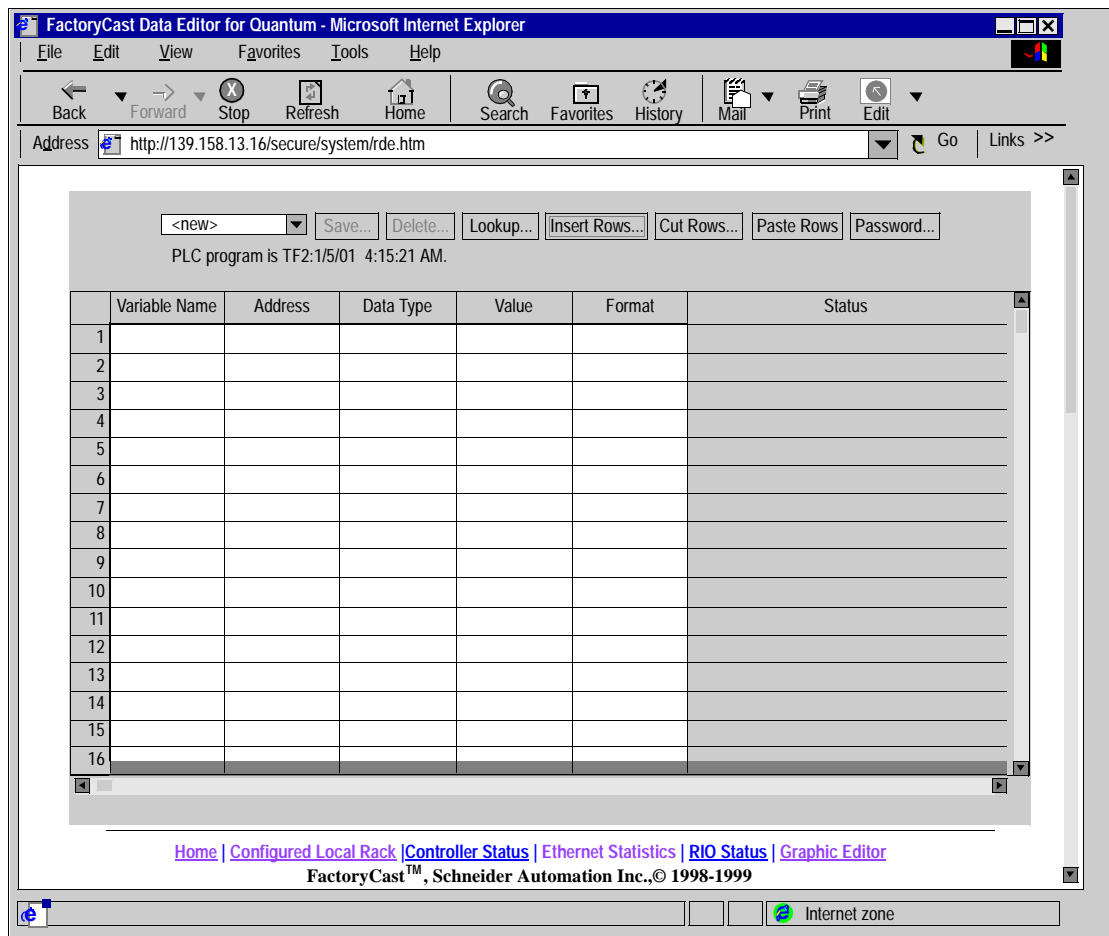 FactoryCast Data Editor for Quantum - Microsoft Internet Explorer
File Edit View Favorites Tools Help
Back Forward Stop Refresh Home Search Favorites History Mail Print Edit
Address http://139.158.13.16/secure/system/rde.htm Go Links >>
<new> Save... Delete... Lookup... Insert Rows... Cut Rows... Paste Rows Password...
PLC program is TF2:1/5/01 4:15:21 AM.
Variable Name Address Data Type Value Format Status
1
2
3
4
5
6
7
8
9
10
11
12
13
14
15
16
Home | Configured Local Rack |Controller Status | Ethernet Statistics | RIO Status | Graphic Editor
FactoryCast™, Schneider Automation Inc.,© 1998-1999
Internet zone